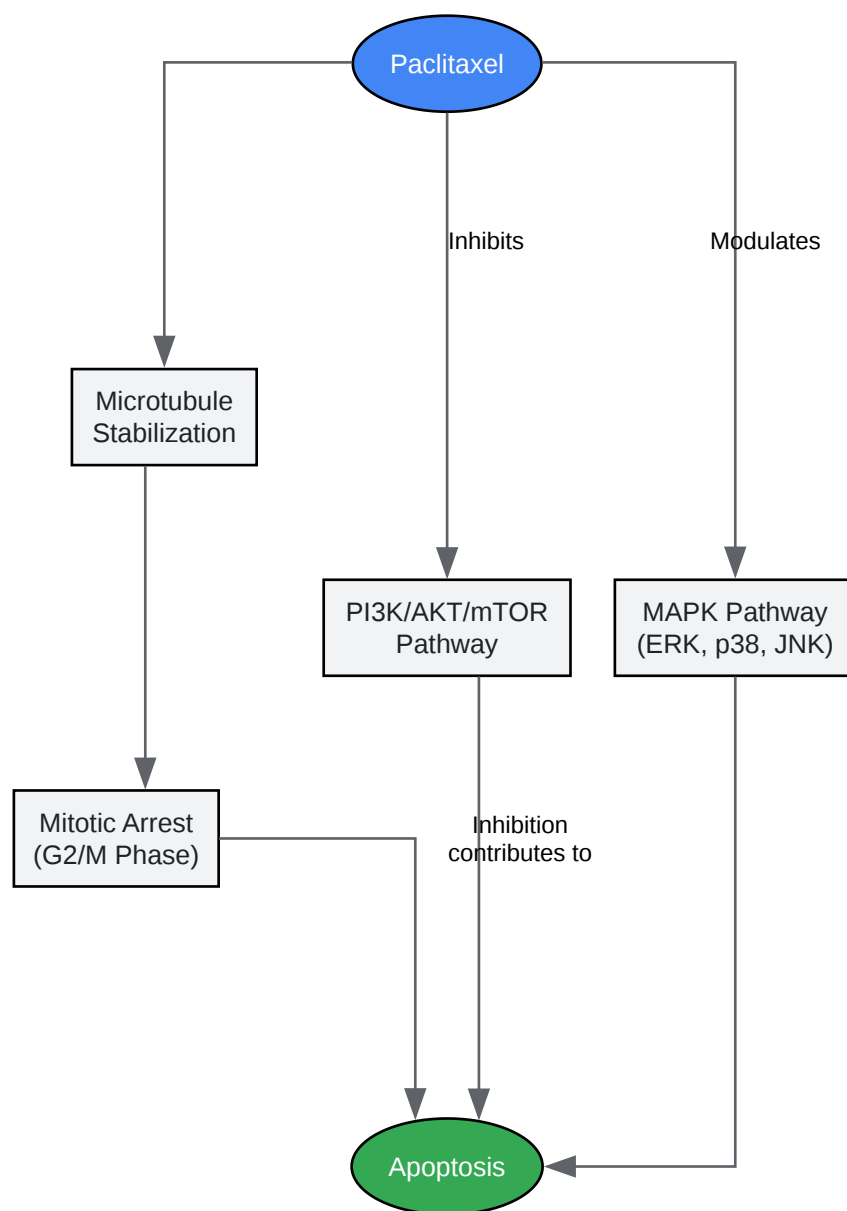 Paclitaxel
Inhibits
Modulates
Microtubule
Stabilization
PI3K/AKT/mTOR
Pathway
MAPK Pathway
(ERK, p38, JNK)
Mitotic Arrest
(G2/M Phase)
Inhibition
contributes to
Apoptosis